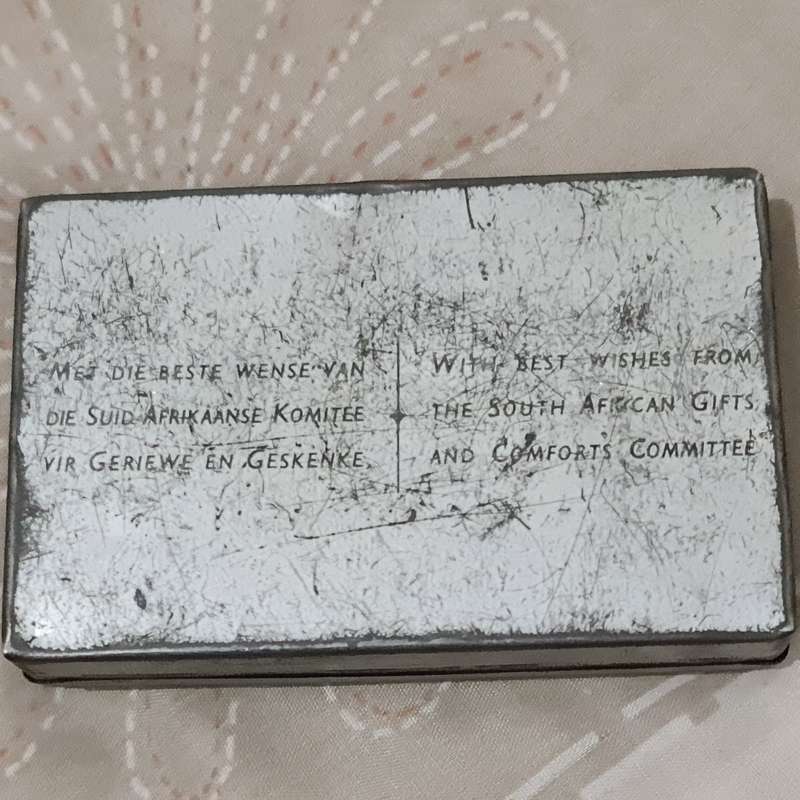 MET DIE BESTE WENSE VAN
DIE SUID AFRIKAANSE KOMITEE
VIR GERIEWE EN GESKENKE.
WITH BEST WISHES FROM
THE SOUTH AFRICAN GIFTS
AND COMFORTS COMMITTEE